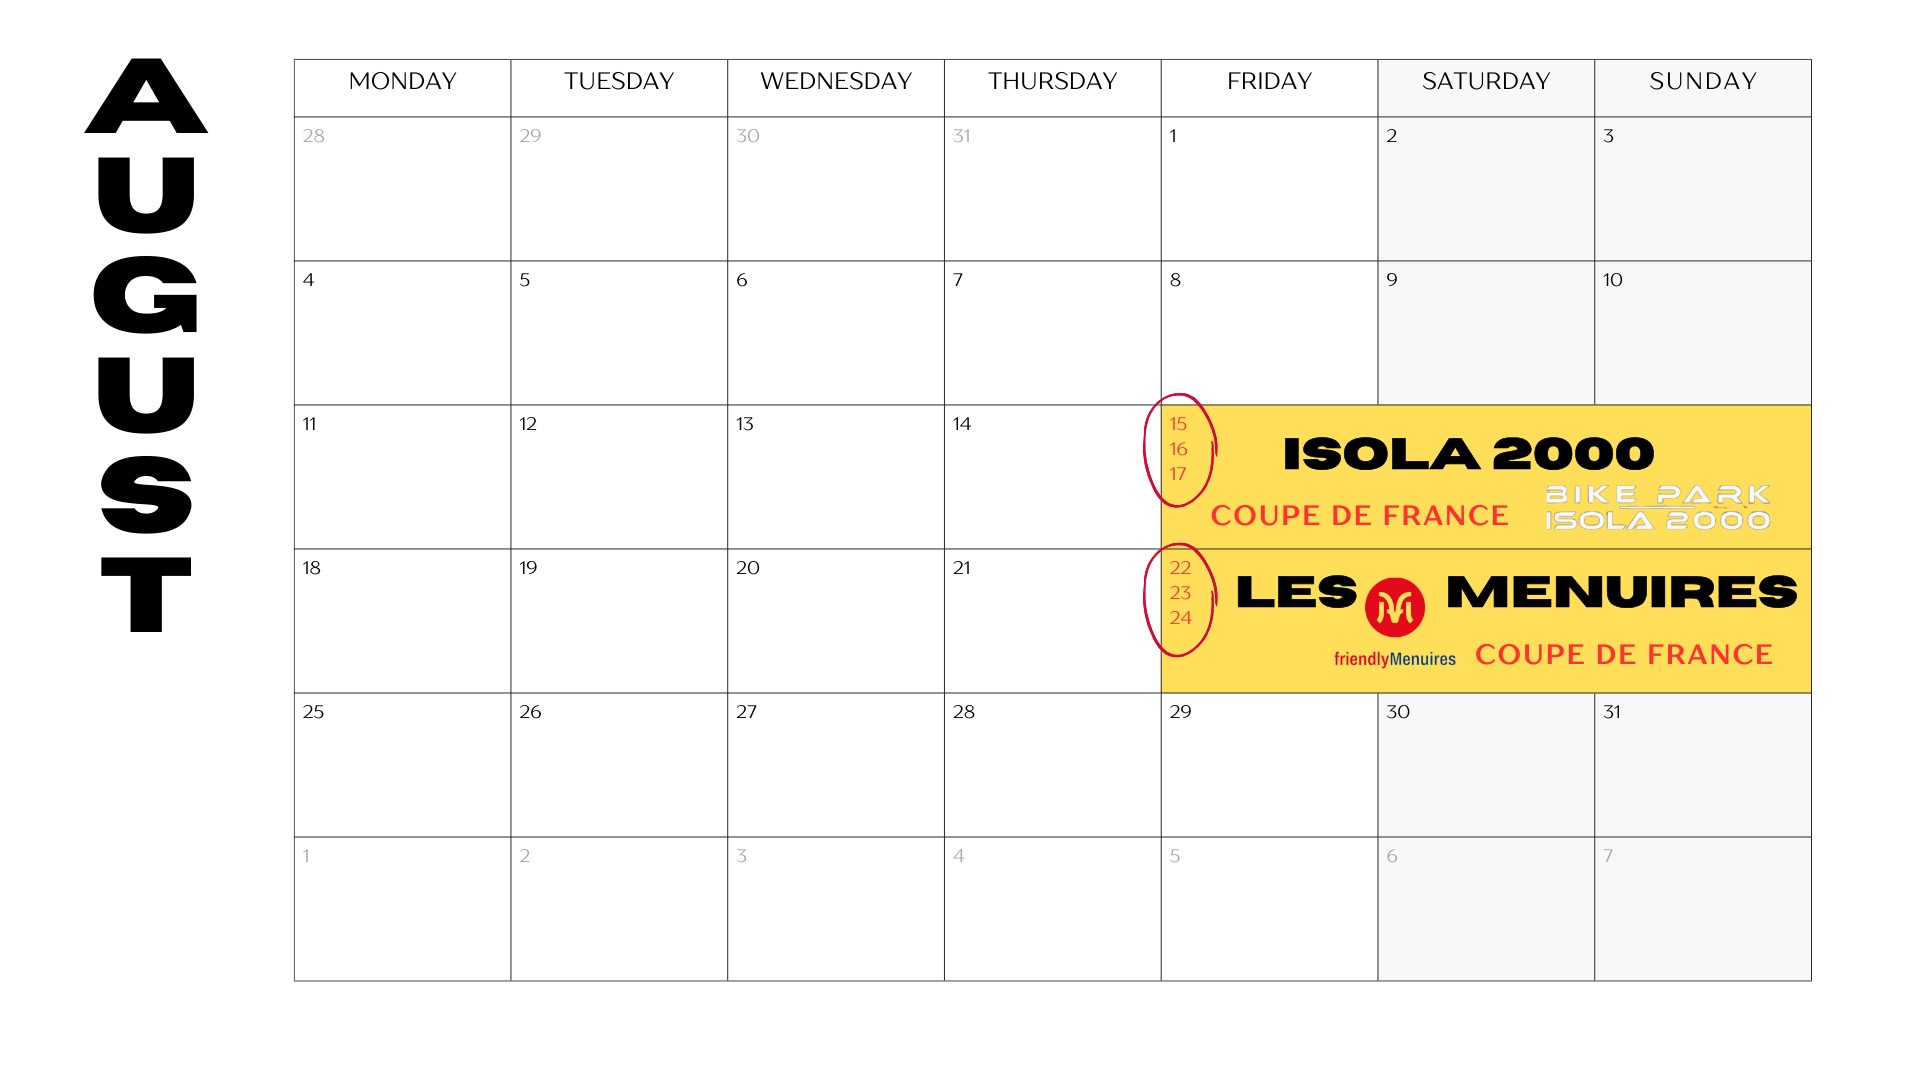 AUGUST
MONDAY TUESDAY WEDNESDAY THURSDAY FRIDAY SATURDAY SUNDAY
28 29 30 31 1 2 3
4 5 6 7 8 9 10
11 12 13 14 15
16
17
ISOLA 2000
COUPE DE FRANCE
BIKE PARK
ISOLA 2000
18 19 20 21 22
23
24
LES MENUIRES
friendlyMenuires COUPE DE FRANCE
25 26 27 28 29 30 31
1 2 3 4 5 6 7